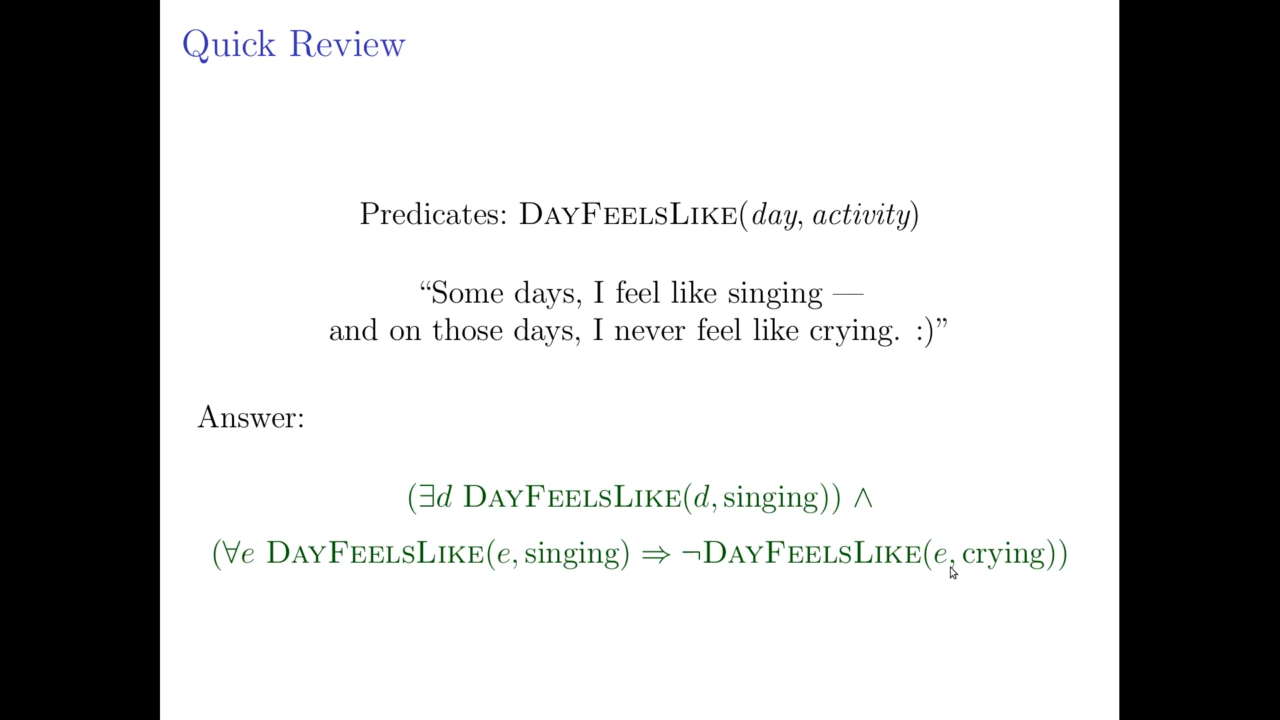 Quick Review
Predicates: DAYFEELSLIKE(day, activity)
“Some days, I feel like singing —
and on those days, I never feel like crying. :)”
Answer:
(∃d DAYFEELSLIKE(d, singing)) ∧
(∀e DAYFEELSLIKE(e, singing) ⇒ ¬DAYFEELSLIKE(e, crying))